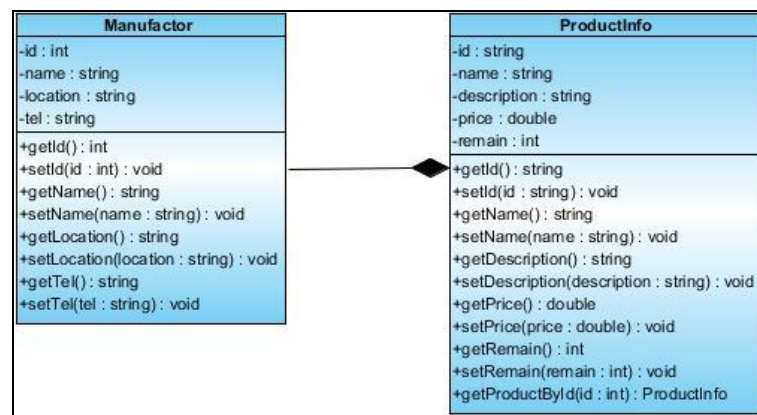 Manufactor
-id : int
-name : string
-location : string
-tel : string
+getId() : int
+setId(id : int) : void
+getName() : string
+setName(name : string) : void
+getLocation() : string
+setLocation(location : string) : void
+getTel() : string
+setTel(tel : string) : void
ProductInfo
-id : string
-name : string
-description : string
-price : double
-remain : int
+getId() : string
+setId(id : string) : void
+getName() : string
+setName(name : string) : void
+getDescription() : string
+setDescription(description : string) : void
+getPrice() : double
+setPrice(price : double) : void
+getRemain() : int
+setRemain(remain : int) : void
+getProductById(id : int) : ProductInfo